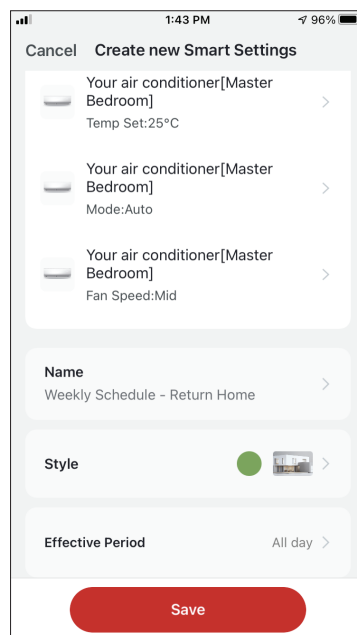 1:43 PM 96%
Cancel Create new Smart Settings
Your air conditioner[Master
Bedroom]
Temp Set:25°C
Your air conditioner[Master
Bedroom]
Mode:Auto
Your air conditioner[Master
Bedroom]
Fan Speed:Mid
Name
Weekly Schedule - Return Home
Style
Effective Period All day
Save